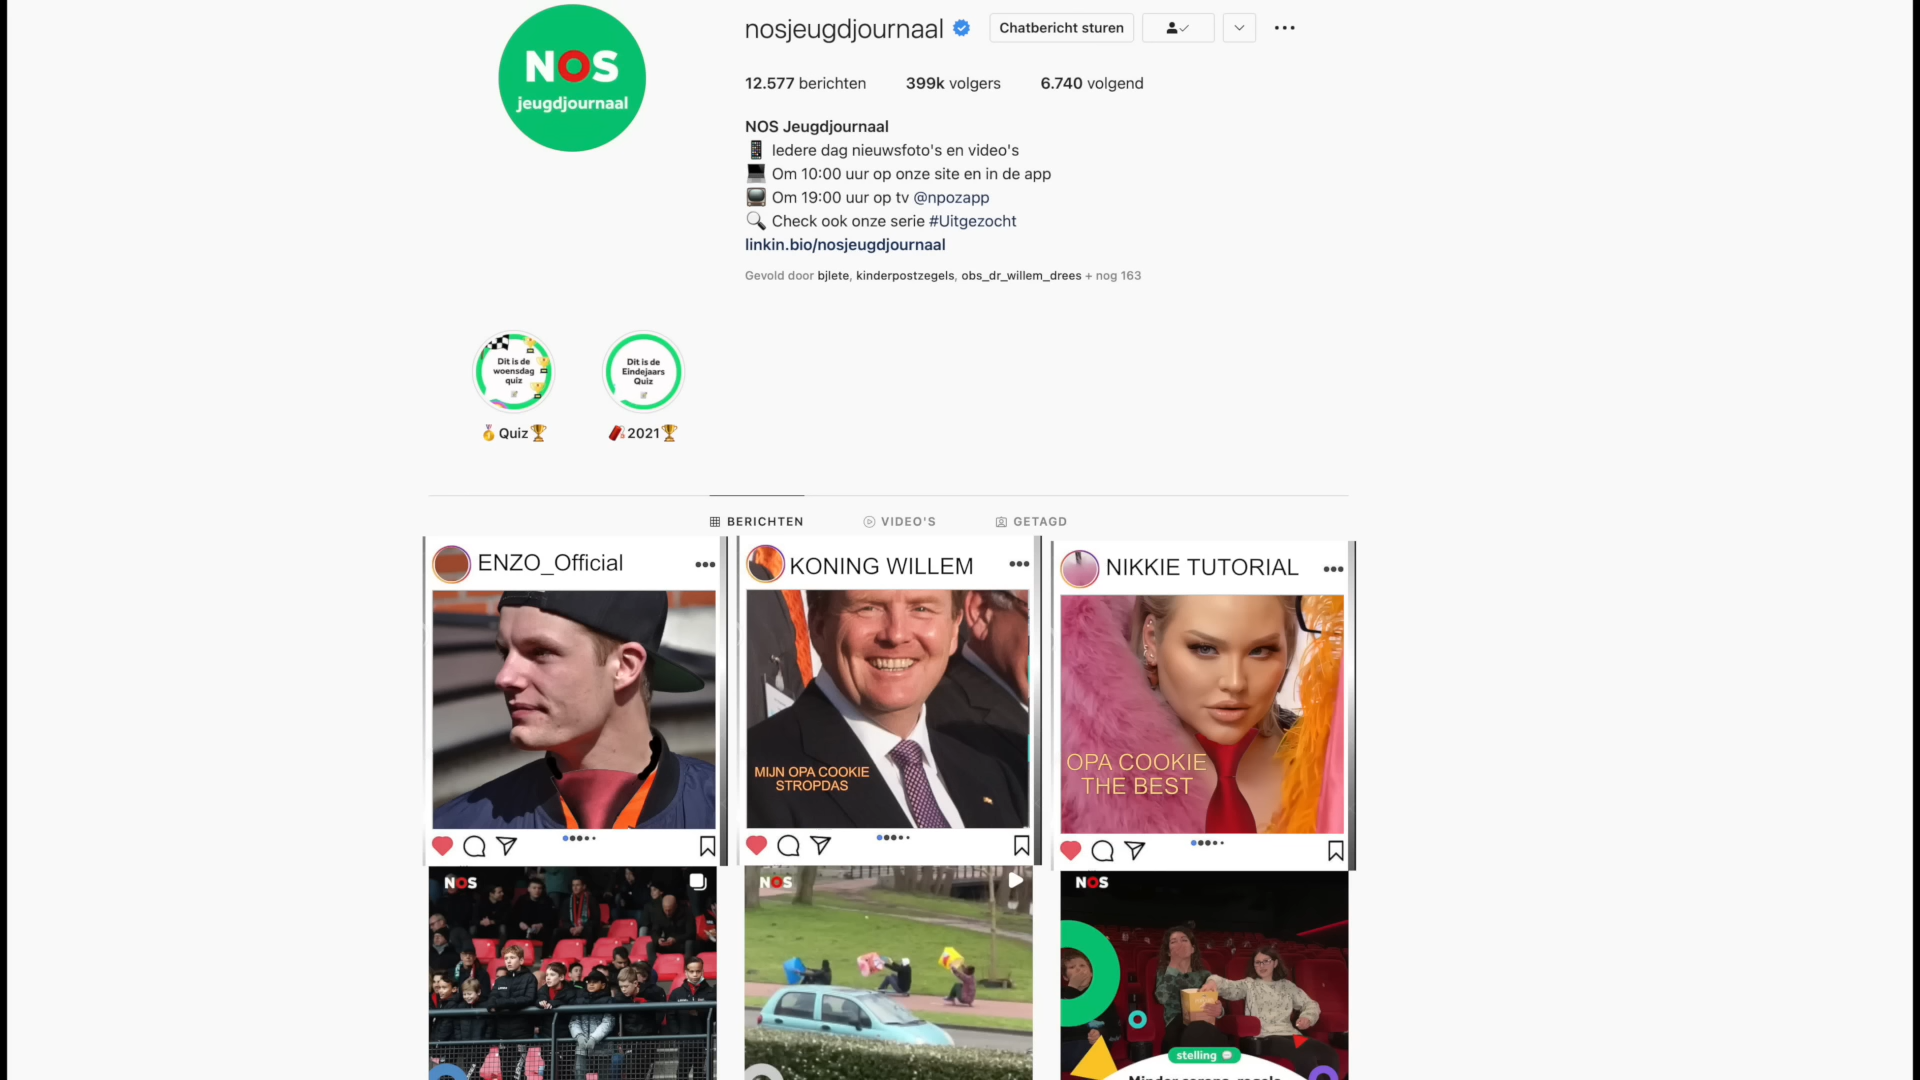 NOS
jeugdjournaal
nosjeugdjournaal
Chatbericht sturen
12.577 berichten
399k volgers
6.740 volgend
NOS Jeugdjournaal
Iedere dag nieuwsfoto's en video's
Om 10:00 uur op onze site en in de app
Om 19:00 uur op tv @npozapp
Check ook onze serie #Uitgezocht
linkin.bio/nosjeugdjournaal
Gevold door bjlete, kinderpostzegels, obs_dr_willem_drees + nog 163
Dit is de
woensdag
quiz
Quiz
Dit is de
Eindejaars
Quiz
2021
BERICHTEN
VIDEO'S
GETAGD
ENZO_Official
KONING WILLEM
MIJN OPA COOKIE
STROPDAS
NIKKIE TUTORIAL
OPA COOKIE
THE BEST
NOS
NOS
NOS
stelling
Minder corona-regels